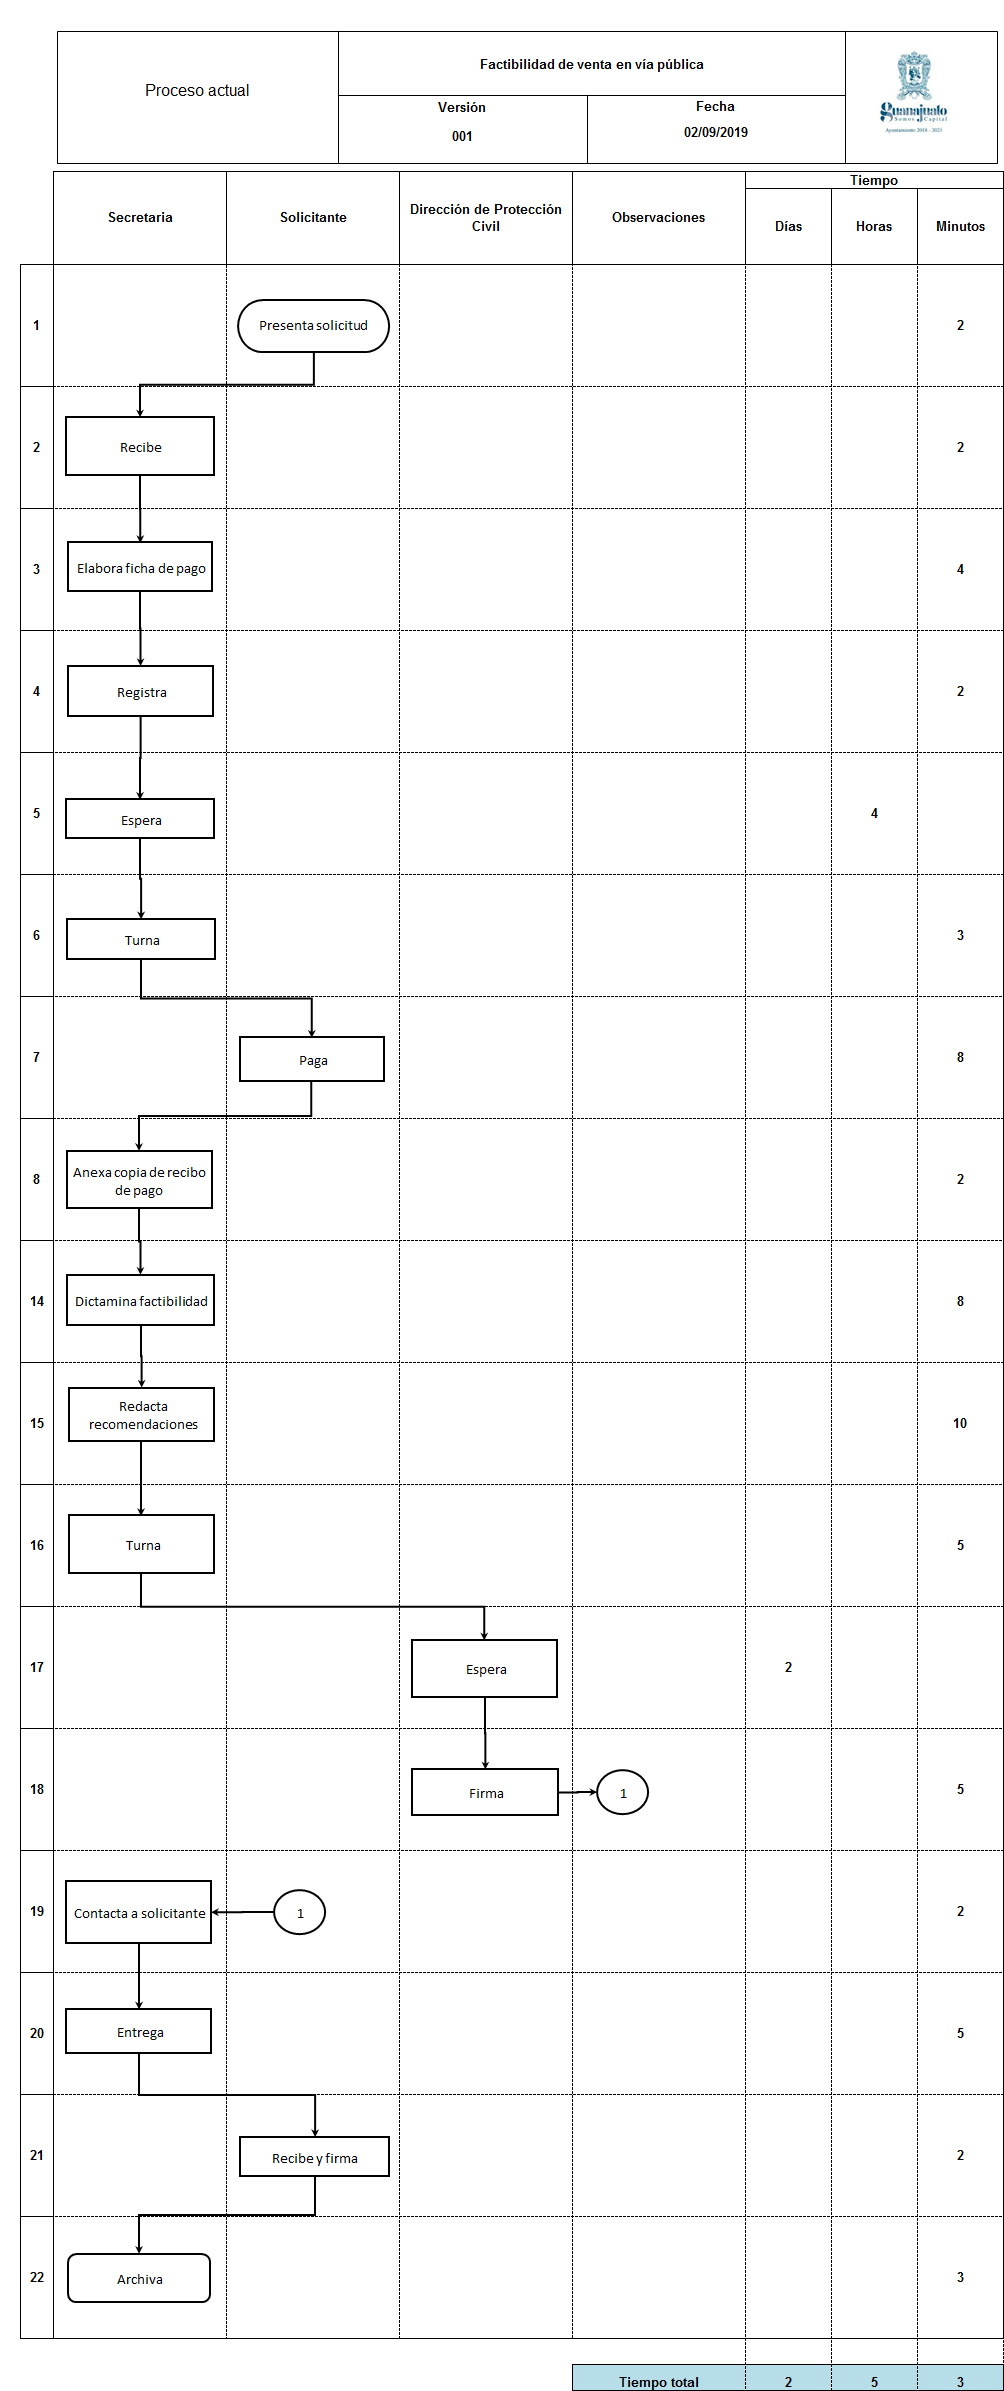 Proceso actual
Factibilidad de venta en vía pública
Versión
001
Fecha
02/09/2019
guanajuato
Somos Capital
Ayuntamiento 2018 - 2021
Secretaria
Solicitante
Dirección de Protección
Civil
Observaciones
Tiempo
Días
Horas
Minutos
1
Presenta solicitud
2
2
Recibe
2
3
Elabora ficha de pago
4
4
Registra
2
5
Espera
4
6
Turna
3
7
Paga
8
8
Anexa copia de recibo
de pago
2
14
Dictamina factibilidad
8
15
Redacta
recomendaciones
10
16
Turna
5
17
Espera
2
18
Firma
1
5
19
Contacta a solicitante
1
2
20
Entrega
5
21
Recibe y firma
2
22
Archiva
3
Tiempo total
2
5
3